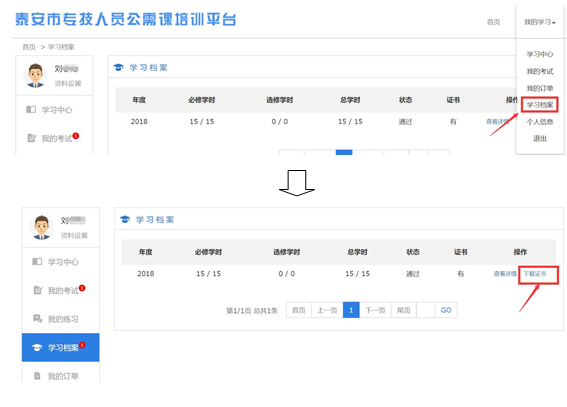 泰安市专技人员公需课培训平台
首页 我的学习
首页 > 学习档案
学习中心
我的考试
我的订单
学习档案
个人信息
退出
刘
资料设置
学习中心
我的考试 1
学习档案
年度 必修学时 选修学时 总学时 状态 证书 操作
2018 15 / 15 0 / 0 15 / 15 通过 有 查看详情
刘
资料设置
学习中心
我的考试 1
我的练习
学习档案
我的订单
学习档案
年度 必修学时 选修学时 总学时 状态 证书 操作
2018 15 / 15 0 / 0 15 / 15 通过 有 查看详情 下载证书
第1/1页 总共1条 首页 上一页 1 下一页 尾页 GO